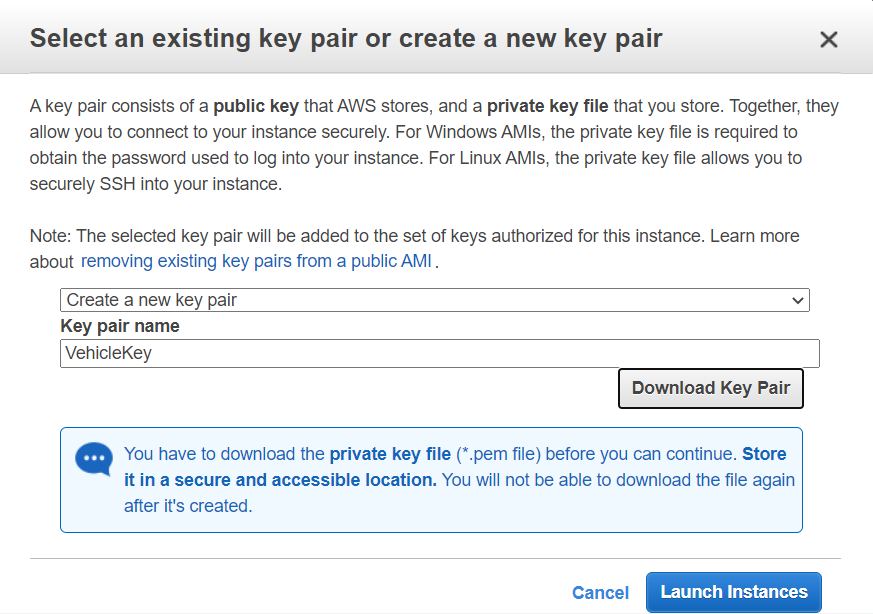 Select an existing key pair or create a new key pair
A key pair consists of a public key that AWS stores, and a private key file that you store. Together, they
allow you to connect to your instance securely. For Windows AMIs, the private key file is required to
obtain the password used to log into your instance. For Linux AMIs, the private key file allows you to
securely SSH into your instance.
Note: The selected key pair will be added to the set of keys authorized for this instance. Learn more
about removing existing key pairs from a public AMI .
Create a new key pair
Key pair name
VehicleKey
Download Key Pair
You have to download the private key file (*.pem file) before you can continue. Store
it in a secure and accessible location. You will not be able to download the file again
after it's created.
Cancel Launch Instances